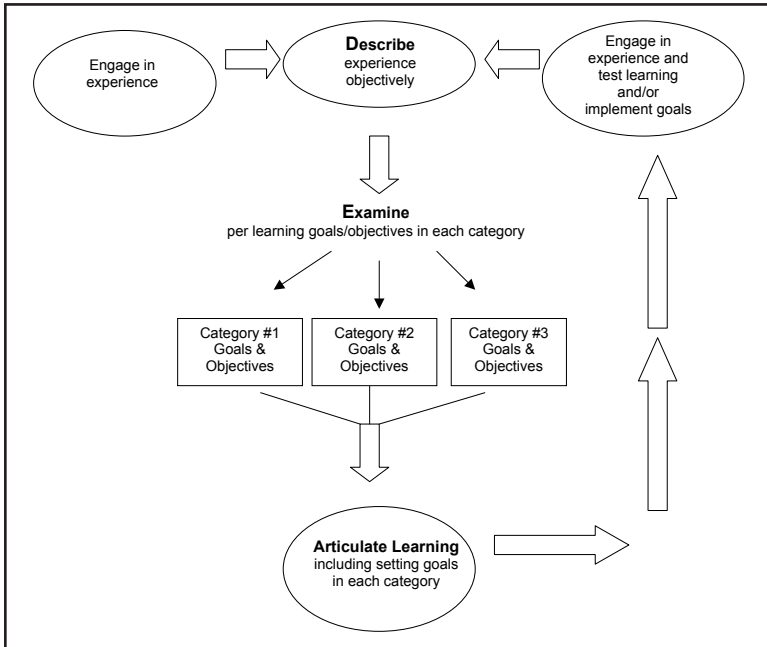 Engage in
experience
Describe
experience
objectively
Engage in
experience and
test learning
and/or
implement goals
Examine
per learning goals/objectives in each category
Category #1
Goals &
Objectives
Category #2
Goals &
Objectives
Category #3
Goals &
Objectives
Articulate Learning
including setting goals
in each category